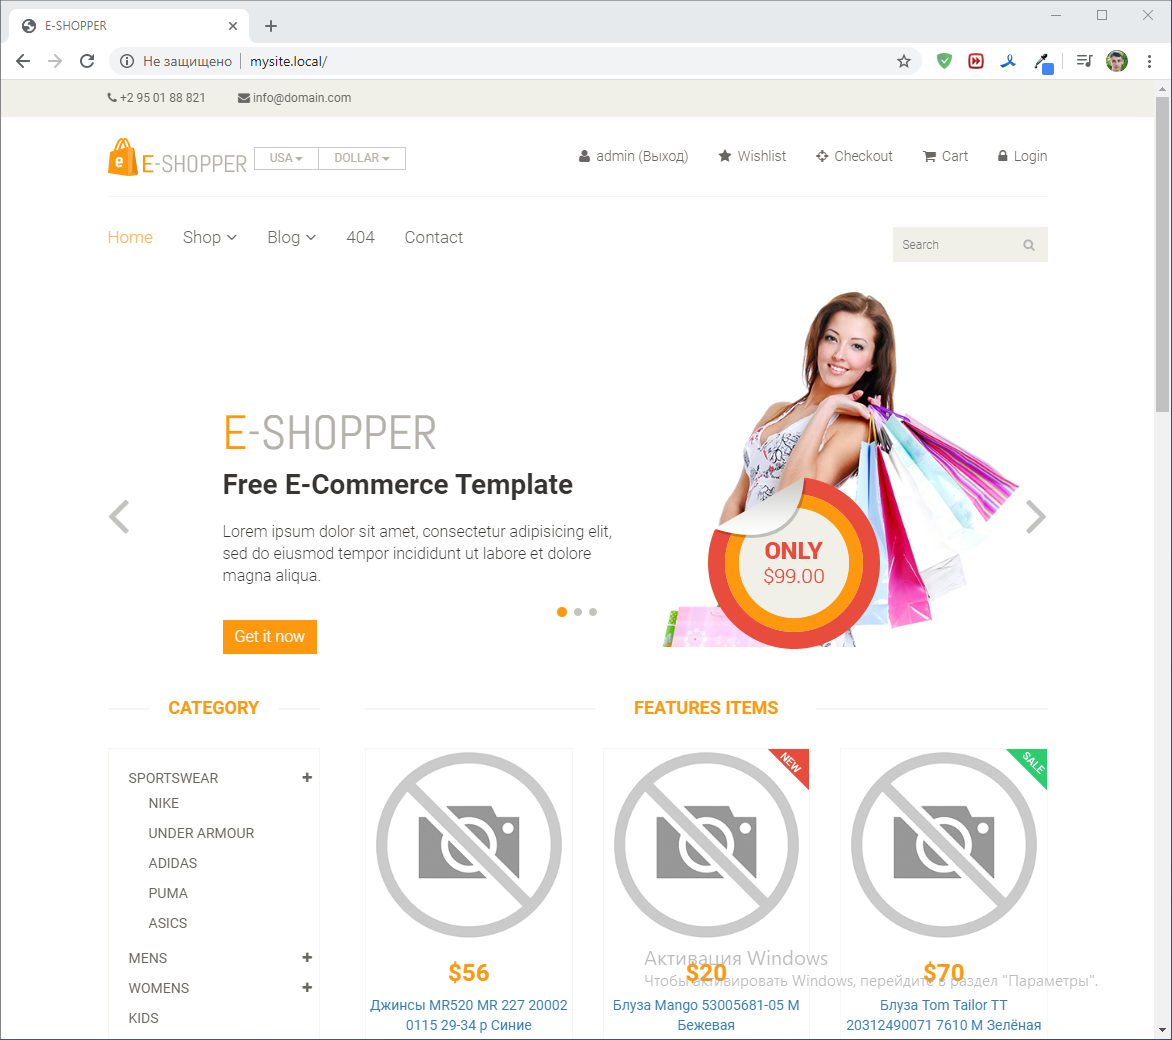 E-SHOPPER
Не защищено mysite.local/
+2 95 01 88 821 info@domain.com
E-SHOPPER USA DOLLAR admin (Выход) Wishlist Checkout Cart Login
Home Shop Blog 404 Contact Search
E-SHOPPER
Free E-Commerce Template
Lorem ipsum dolor sit amet, consectetur adipisicing elit,
sed do eiusmod tempor incididunt ut labore et dolore
magna aliqua.
Get it now
ONLY
$99.00
CATEGORY
SPORTSWEAR
NIKE
UNDER ARMOUR
ADIDAS
PUMA
ASICS
MENS
WOMENS
KIDS
FEATURES ITEMS
$56
Джинсы MR520 MR 227 20002
0115 29-34 р Синие
NEW
$20
Блуза Mango 53005681-05 M
Бежевая
SALE
$70
Блуза Tom Tailor TT
20312490071 7610 M Зелёная
Активация Windows
Чтобы активировать Windows, перейдите в раздел "Параметры".